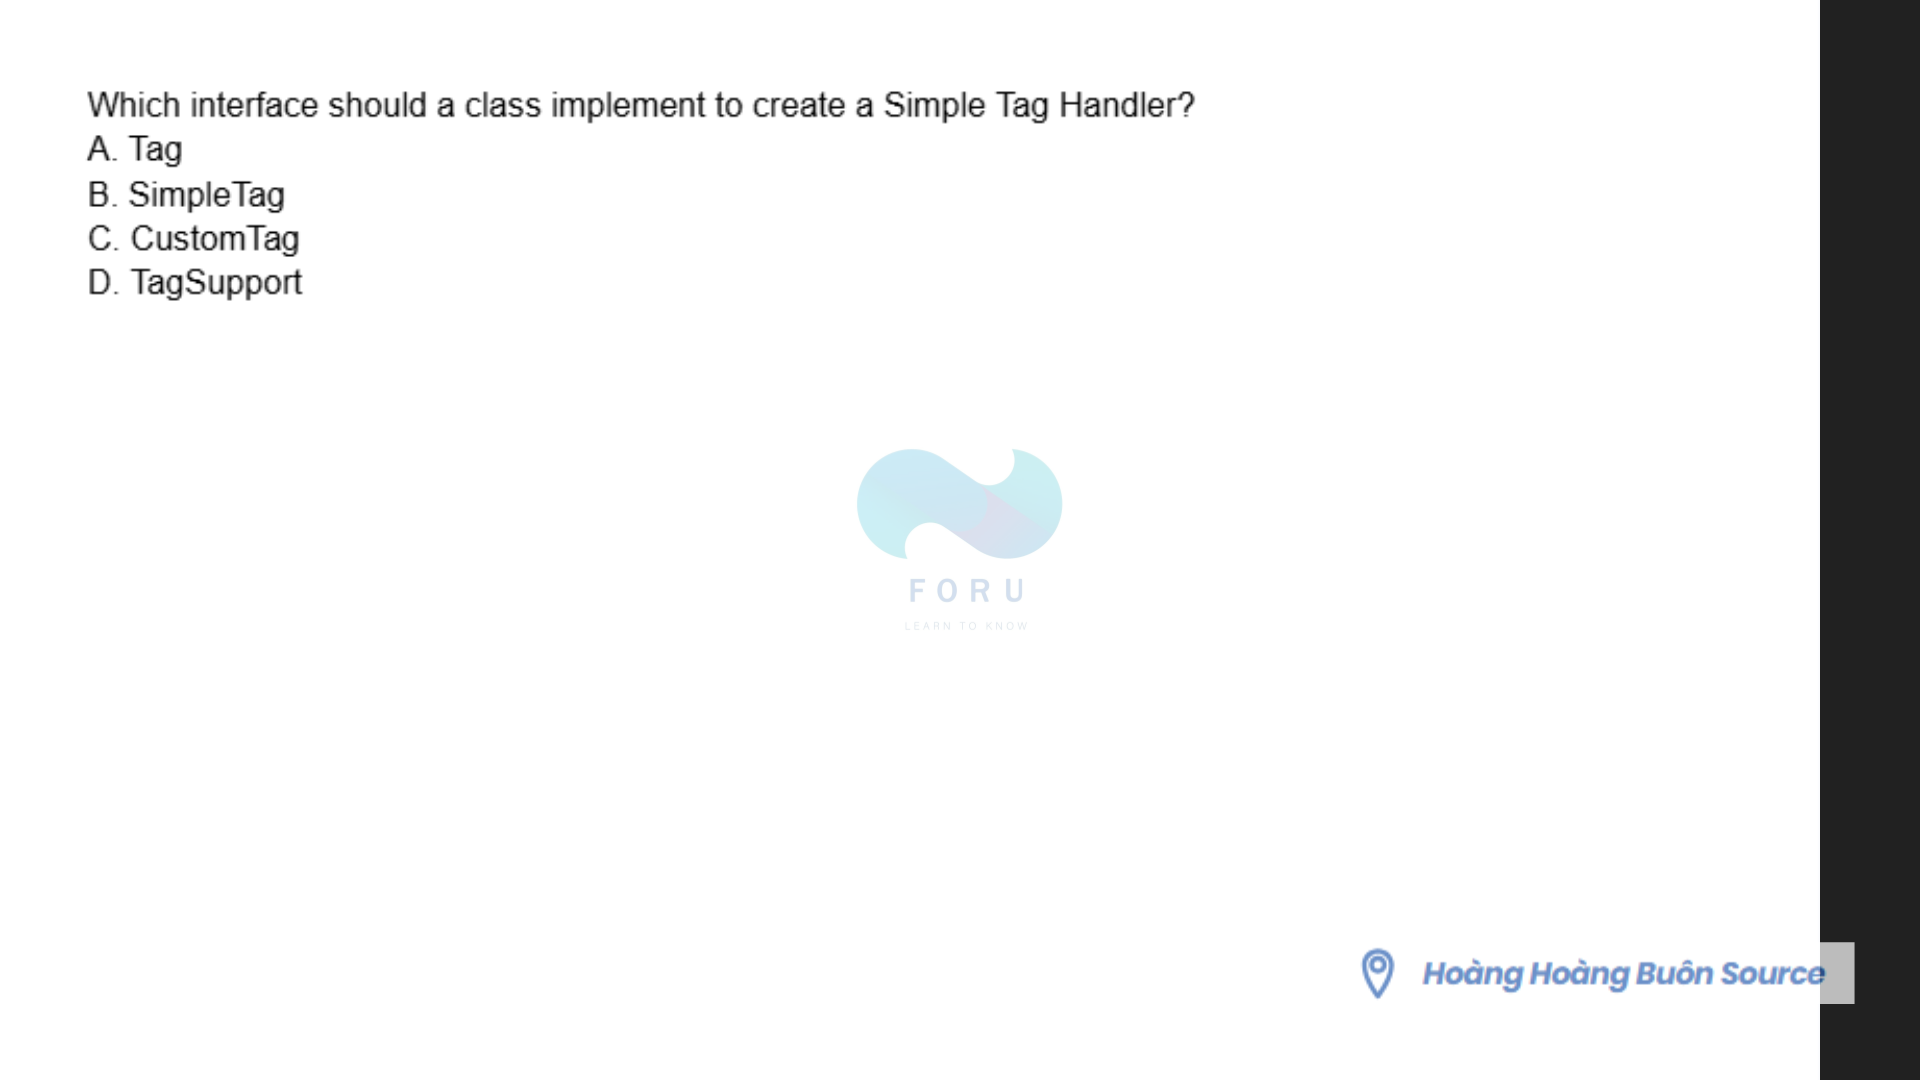 Which interface should a class implement to create a Simple Tag Handler?
A. Tag
B. SimpleTag
C. CustomTag
D. TagSupport
FORU
LEARN TO KNOW
Hoàng Hoàng Buôn Source